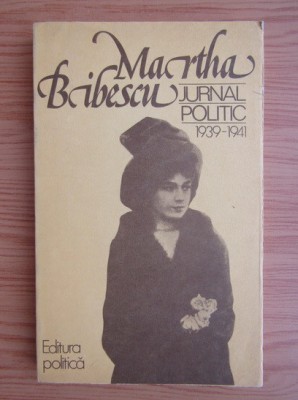 Martha
Bibescu
JURNAL
POLITIC
1939-1941
Editura
politică